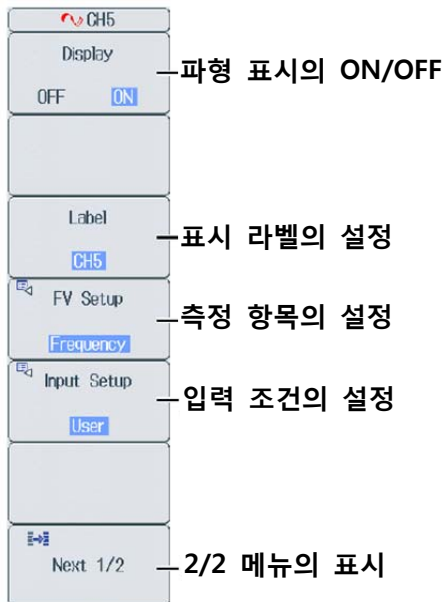 CH5
Display
OFF ON
파형 표시의 ON/OFF
Label
CH5
표시 라벨의 설정
FV Setup
Frequency
측정 항목의 설정
Input Setup
User
입력 조건의 설정
Next 1/2
2/2 메뉴의 표시